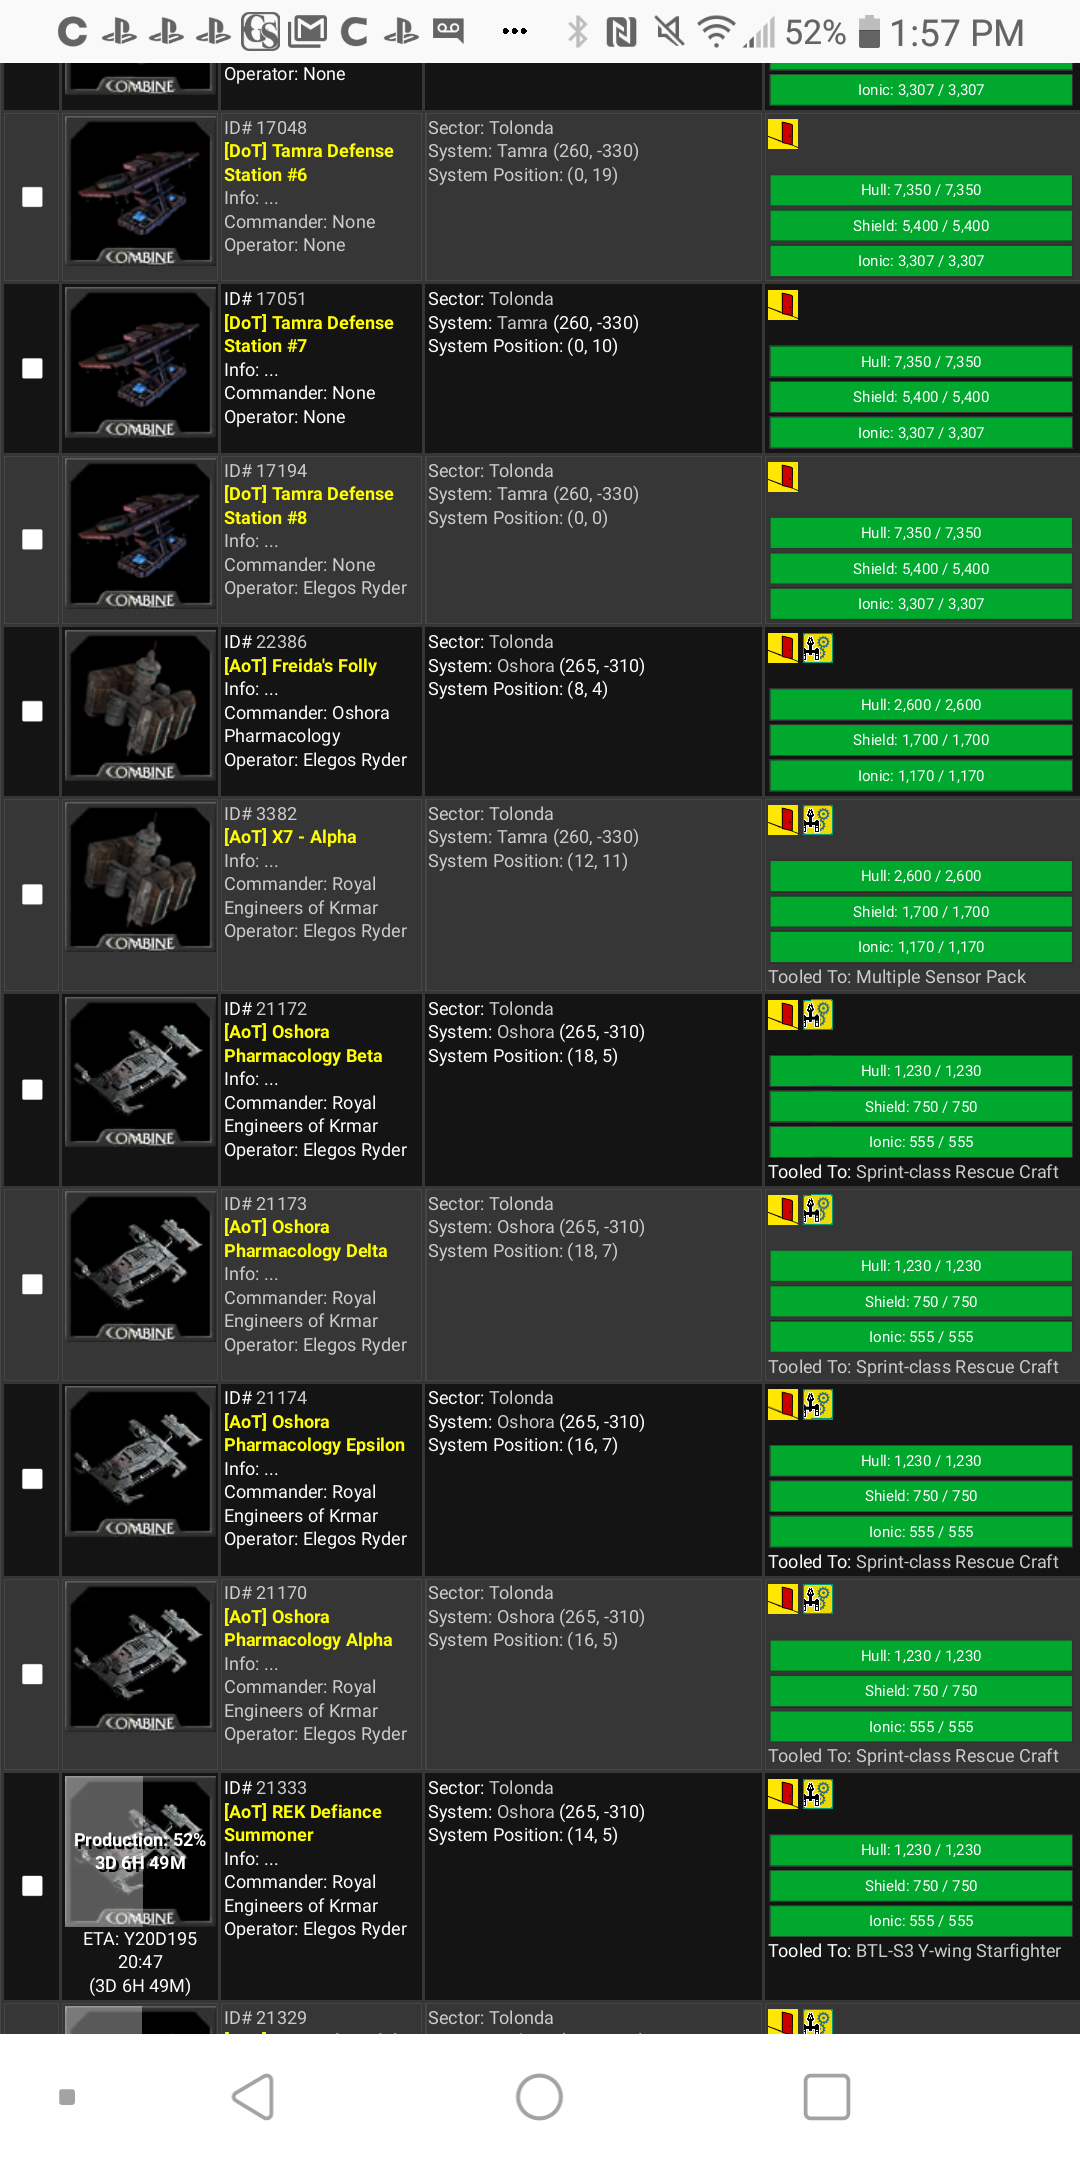 52% 1:57 PM
COMBINE
Operator: None
Ionic: 3,307 / 3,307
COMBINE
ID# 17048
[DoT] Tamra Defense
Station #6
Info: ...
Commander: None
Operator: None
Sector: Tolonda
System: Tamra (260, -330)
System Position: (0, 19)
Hull: 7,350 / 7,350
Shield: 5,400 / 5,400
Ionic: 3,307 / 3,307
COMBINE
ID# 17051
[DoT] Tamra Defense
Station #7
Info: ...
Commander: None
Operator: None
Sector: Tolonda
System: Tamra (260, -330)
System Position: (0, 10)
Hull: 7,350 / 7,350
Shield: 5,400 / 5,400
Ionic: 3,307 / 3,307
COMBINE
ID# 17194
[DoT] Tamra Defense
Station #8
Info: ...
Commander: None
Operator: Elegos Ryder
Sector: Tolonda
System: Tamra (260, -330)
System Position: (0, 0)
Hull: 7,350 / 7,350
Shield: 5,400 / 5,400
Ionic: 3,307 / 3,307
COMBINE
ID# 22386
[AoT] Freida's Folly
Info: ...
Commander: Oshora
Pharmacology
Operator: Elegos Ryder
Sector: Tolonda
System: Oshora (265, -310)
System Position: (8, 4)
Hull: 2,600 / 2,600
Shield: 1,700 / 1,700
Ionic: 1,170 / 1,170
COMBINE
ID# 3382
[AoT] X7 - Alpha
Info: ...
Commander: Royal
Engineers of Krmar
Operator: Elegos Ryder
Sector: Tolonda
System: Tamra (260, -330)
System Position: (12, 11)
Hull: 2,600 / 2,600
Shield: 1,700 / 1,700
Ionic: 1,170 / 1,170
Tooled To: Multiple Sensor Pack
COMBINE
ID# 21172
[AoT] Oshora
Pharmacology Beta
Info: ...
Commander: Royal
Engineers of Krmar
Operator: Elegos Ryder
Sector: Tolonda
System: Oshora (265, -310)
System Position: (18, 5)
Hull: 1,230 / 1,230
Shield: 750 / 750
Ionic: 555 / 555
Tooled To: Sprint-class Rescue Craft
COMBINE
ID# 21173
[AoT] Oshora
Pharmacology Delta
Info: ...
Commander: Royal
Engineers of Krmar
Operator: Elegos Ryder
Sector: Tolonda
System: Oshora (265, -310)
System Position: (18, 7)
Hull: 1,230 / 1,230
Shield: 750 / 750
Ionic: 555 / 555
Tooled To: Sprint-class Rescue Craft
COMBINE
ID# 21174
[AoT] Oshora
Pharmacology Epsilon
Info: ...
Commander: Royal
Engineers of Krmar
Operator: Elegos Ryder
Sector: Tolonda
System: Oshora (265, -310)
System Position: (16, 7)
Hull: 1,230 / 1,230
Shield: 750 / 750
Ionic: 555 / 555
Tooled To: Sprint-class Rescue Craft
COMBINE
ID# 21170
[AoT] Oshora
Pharmacology Alpha
Info: ...
Commander: Royal
Engineers of Krmar
Operator: Elegos Ryder
Sector: Tolonda
System: Oshora (265, -310)
System Position: (16, 5)
Hull: 1,230 / 1,230
Shield: 750 / 750
Ionic: 555 / 555
Tooled To: Sprint-class Rescue Craft
Production: 52%
3D 6H 49M
COMBINE
ETA: Y20D195
20:47
(3D 6H 49M)
ID# 21333
[AoT] REK Defiance
Summoner
Info: ...
Commander: Royal
Engineers of Krmar
Operator: Elegos Ryder
Sector: Tolonda
System: Oshora (265, -310)
System Position: (14, 5)
Hull: 1,230 / 1,230
Shield: 750 / 750
Ionic: 555 / 555
Tooled To: BTL-S3 Y-wing Starfighter
ID# 21329
Sector: Tolonda